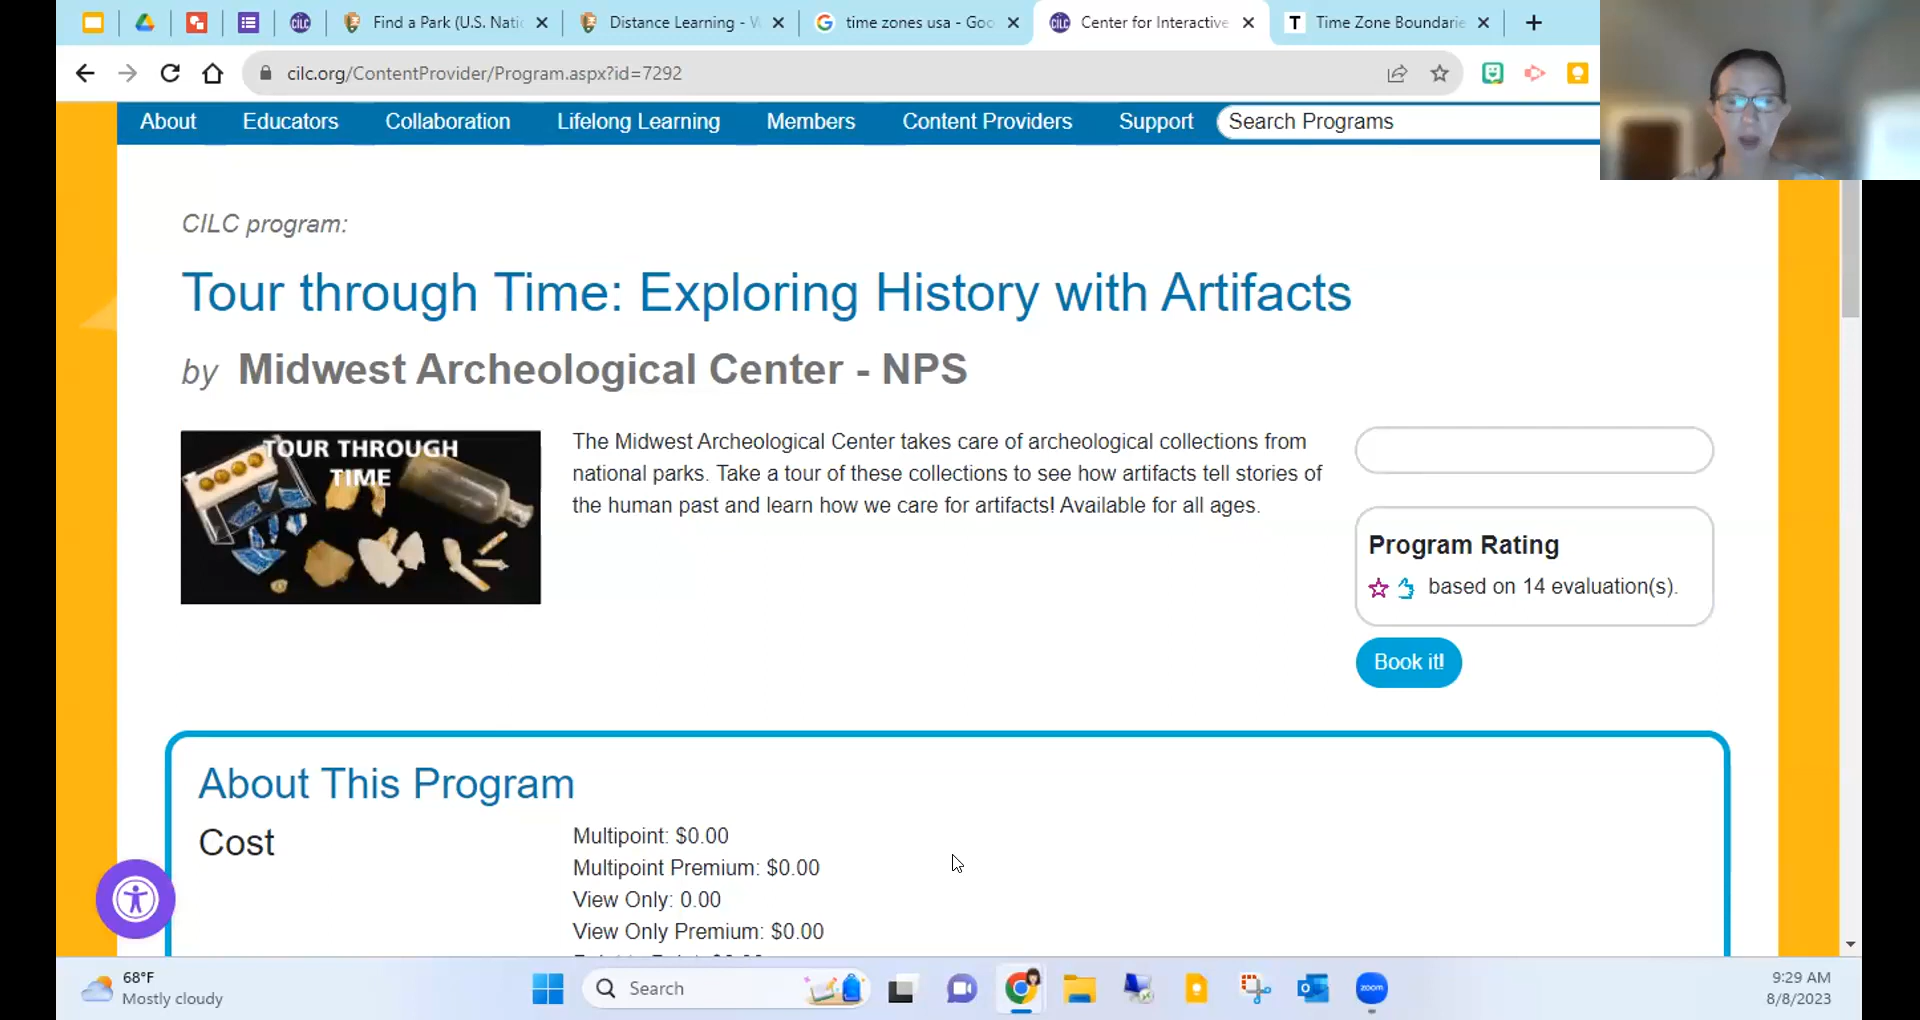 Find a Park (U.S. Nati
Distance Learning - W
time zones usa - Goo
Center for Interactive
T Time Zone Boundarie
cilc.org/ContentProvider/Program.aspx?id=7292
About Educators Collaboration Lifelong Learning Members Content Providers Support Search Programs
CILC program:
Tour through Time: Exploring History with Artifacts
by Midwest Archeological Center - NPS
TOUR THROUGH
TIME
The Midwest Archeological Center takes care of archeological collections from
national parks. Take a tour of these collections to see how artifacts tell stories of
the human past and learn how we care for artifacts! Available for all ages.
Program Rating
based on 14 evaluation(s).
Book it!
About This Program
Cost
Multipoint: $0.00
Multipoint Premium: $0.00
View Only: 0.00
View Only Premium: $0.00
68°F
Mostly cloudy
Search
zoom
9:29 AM
8/8/2023